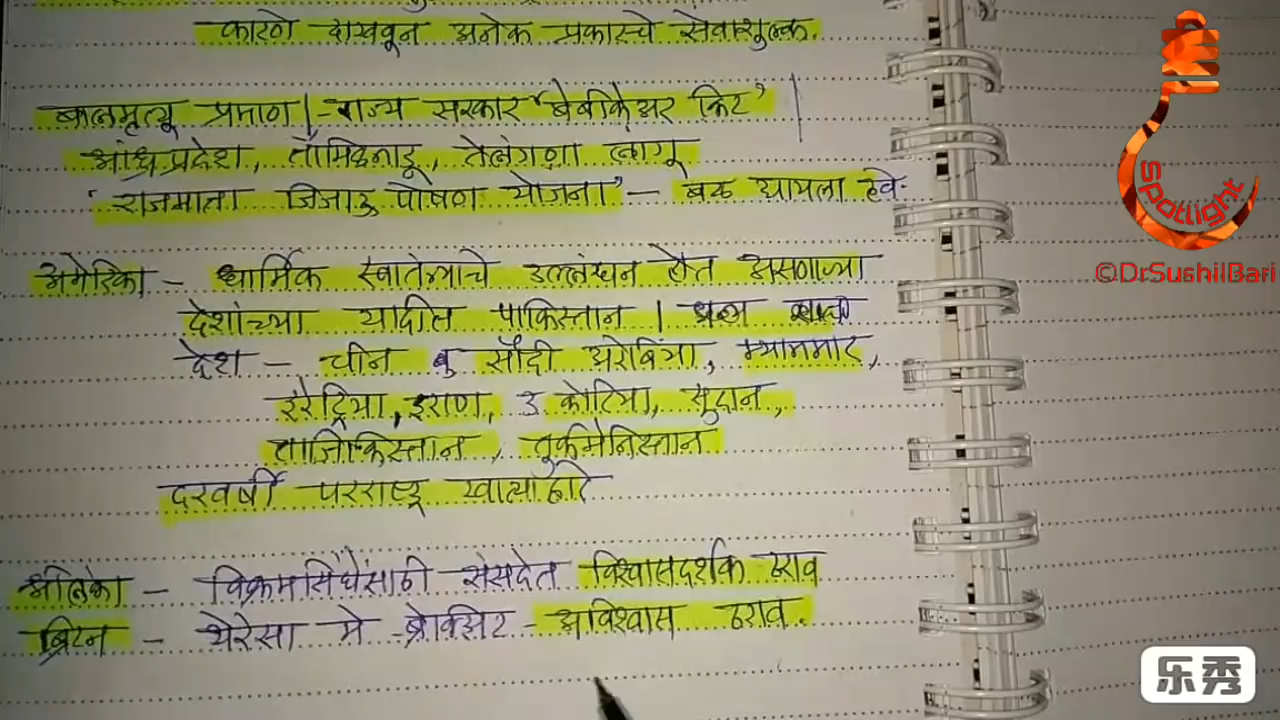 कारणे दाखवून अनेक प्रकारचे सेवाशुल्क.
बालमृत्यू प्रमाण |- राज्य सरकार "बेबीकेअर किट"
आंध्रप्रदेश, तामिळनाडू, तेलंगणा लागू
"राजमाता जिजाऊ पोषण योजना" - बळ द्यायला हवे.
अमेरिका - धार्मिक स्वातंत्र्याचे उल्लंघन होत असणाऱ्या
देशांच्या यादीत पाकिस्तान |
देश - चीन सौदी अरेबिया, म्यानमार,
इरिट्रिया, इराण, उ कोरिया, सुदान,
ताजिकिस्तान, तुर्कमेनिस्तान
दरवर्षी परराष्ट्र खात्या
श्रीलंका - विक्रमसिंघेंसाठी संसदेत विश्वासदर्शक ठराव
ब्रिटन - थेरेसा मे - ब्रेक्झिट - अविश्वास ठराव.
Spotlight
©DrSushilBari
乐秀